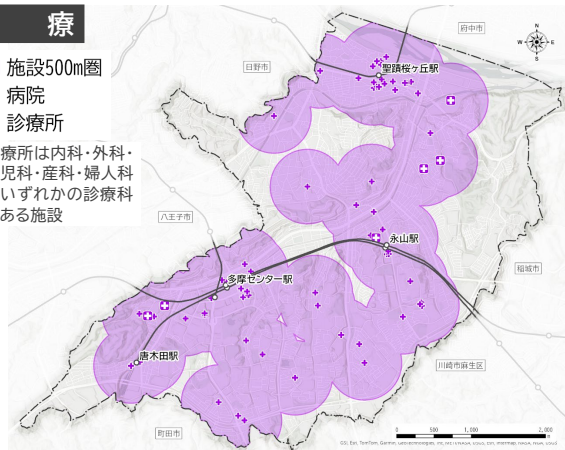 療
施設500m圏
病院
診療所
療所は内科・外科・
児科・産科・婦人科
いずれかの診療科
ある施設
府中市
N
W
E
S
聖蹟桜ヶ丘駅
日野市
八王子市
永山駅
稲城市
多摩センター駅
唐木田駅
川崎市麻生区
町田市
0 500 1,000 2,000